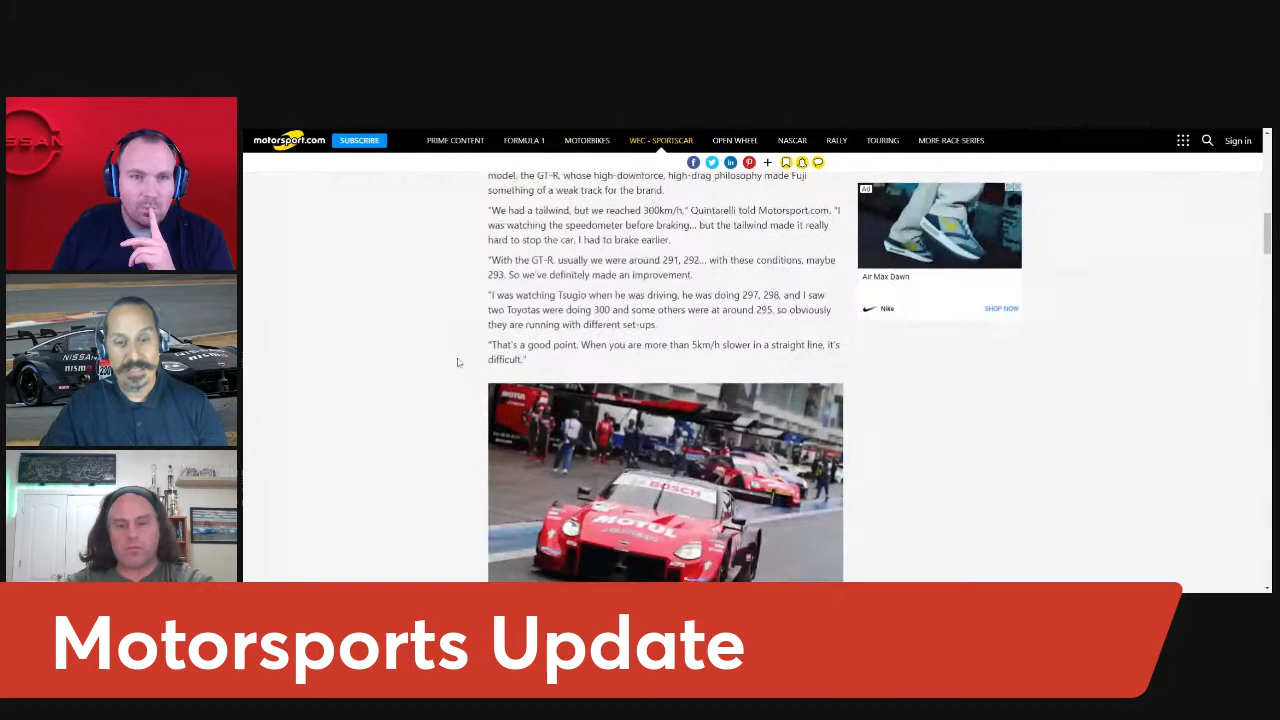 motorsport.com
SUBSCRIBE
PRIME CONTENT
FORMULA 1
MOTORBIKES
WEC - SPORTSCAR
OPEN WHEEL
NASCAR
RALLY
TOURING
MORE RACE SERIES
Sign in
SSAN
NISSAN
nismo
230
model, the GT-R, whose high-downforce, high-drag philosophy made Fuji
something of a weak track for the brand.
"We had a tailwind, but we reached 300km/h," Quintarelli told Motorsport.com. "I
was watching the speedometer before braking... but the tailwind made it really
hard to stop the car. I had to brake earlier.
"With the GT-R, usually we were around 291, 292... with these conditions, maybe
293. So we've definitely made an improvement.
"I was watching Tsugio when he was driving, he was doing 297, 298, and I saw
two Toyotas were doing 300 and some others were at around 295, so obviously
they are running with different set-ups.
"That's a good point. When you are more than 5km/h slower in a straight line, it's
difficult."
Ad
Air Max Dawn
Nike
SHOP NOW
MOTUL
BOSCH
MOTUL
Motorsports Update